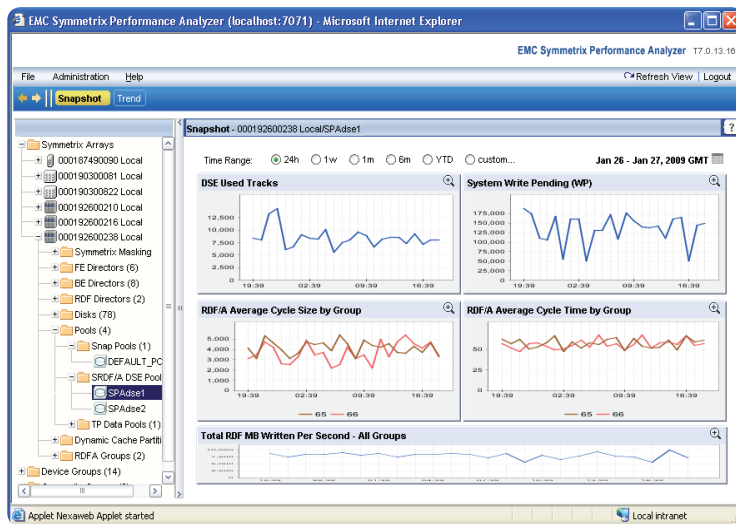 EMC Symmetrix Performance Analyzer (localhost:7071) - Microsoft Internet Explorer
EMC Symmetrix Performance Analyzer T7.0.13.16
File Administration Help
Refresh View | Logout
Snapshot Trend
Symmetrix Arrays
000187490090 Local
000190300081 Local
000190300822 Local
000192600210 Local
000192600216 Local
000192600238 Local
Symmetrix Masking
FE Directors (6)
BE Directors (8)
RDF Directors (2)
Disks (78)
Pools (4)
Snap Pools (1)
DEFAULT_PO
SRDF/A DSE Pool
SPAdse1
SPAdse2
TP Data Pools (1)
Dynamic Cache Partiti
RDFA Groups (2)
Device Groups (14)
Snapshot - 000192600238 Local/SPAdse1
?
Time Range: 24h 1w 1m 6m YTD custom...
Jan 26 - Jan 27, 2009 GMT
DSE Used Tracks
12,500
10,000
7,500
5,000
2,500
0
19:39 02:39 09:39 16:39
System Write Pending (WP)
175,000
150,000
125,000
100,000
75,000
50,000
25,000
0
19:39 02:39 09:39 16:39
RDF/A Average Cycle Size by Group
5,000
4,000
3,000
2,000
1,000
0
19:39 02:39 09:39 16:39
65 66
RDF/A Average Cycle Time by Group
50
25
0
19:39 02:39 09:39 16:39
65 66
Total RDF MB Written Per Second - All Groups
Applet Nexaweb Applet started
Local intranet